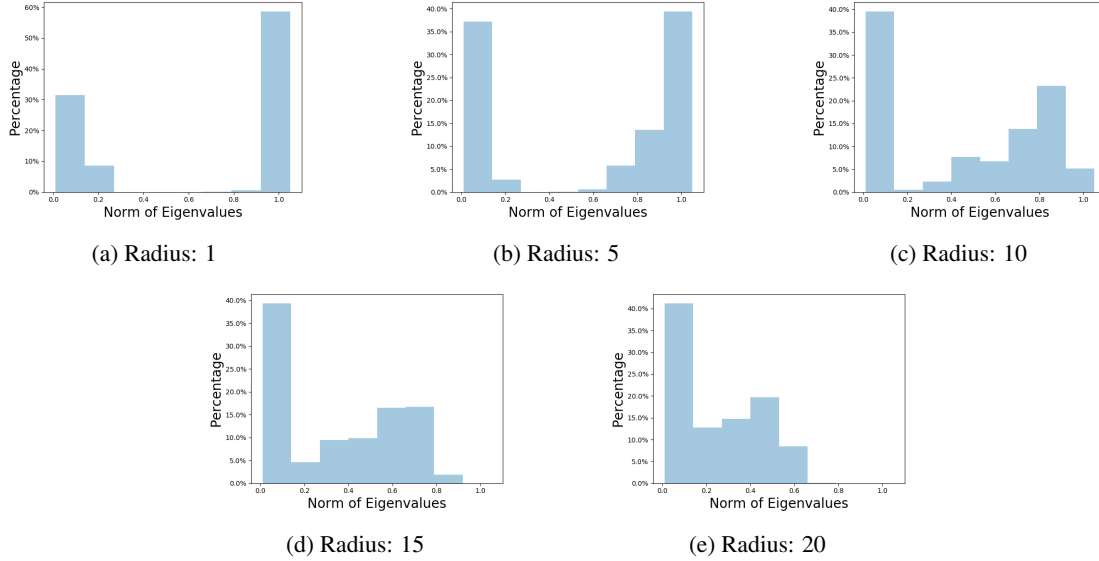 60%
50%
40%
30%
20%
10%
0%
Percentage
0.0 0.2 0.4 0.6 0.8 1.0
Norm of Eigenvalues
(a) Radius: 1
40.0%
35.0%
30.0%
25.0%
20.0%
15.0%
10.0%
5.0%
0.0%
Percentage
0.0 0.2 0.4 0.6 0.8 1.0
Norm of Eigenvalues
(b) Radius: 5
40.0%
35.0%
30.0%
25.0%
20.0%
15.0%
10.0%
5.0%
0.0%
Percentage
0.0 0.2 0.4 0.6 0.8 1.0
Norm of Eigenvalues
(c) Radius: 10
40.0%
35.0%
30.0%
25.0%
20.0%
15.0%
10.0%
5.0%
0.0%
Percentage
0.0 0.2 0.4 0.6 0.8 1.0
Norm of Eigenvalues
(d) Radius: 15
40.0%
35.0%
30.0%
25.0%
20.0%
15.0%
10.0%
5.0%
0.0%
Percentage
0.0 0.2 0.4 0.6 0.8 1.0
Norm of Eigenvalues
(e) Radius: 20